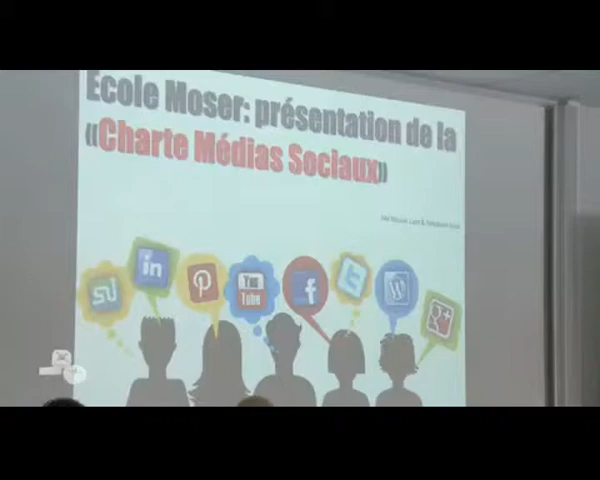 Ecole Moser: présentation de la
«Charte Médias Sociaux»
in
You
Tube
f
W
g+